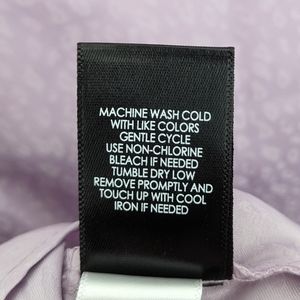 MACHINE WASH COLD
WITH LIKE COLORS
GENTLE CYCLE
USE NON-CHLORINE
BLEACH IF NEEDED
TUMBLE DRY LOW
REMOVE PROMPTLY AND
TOUCH UP WITH COOL
IRON IF NEEDED